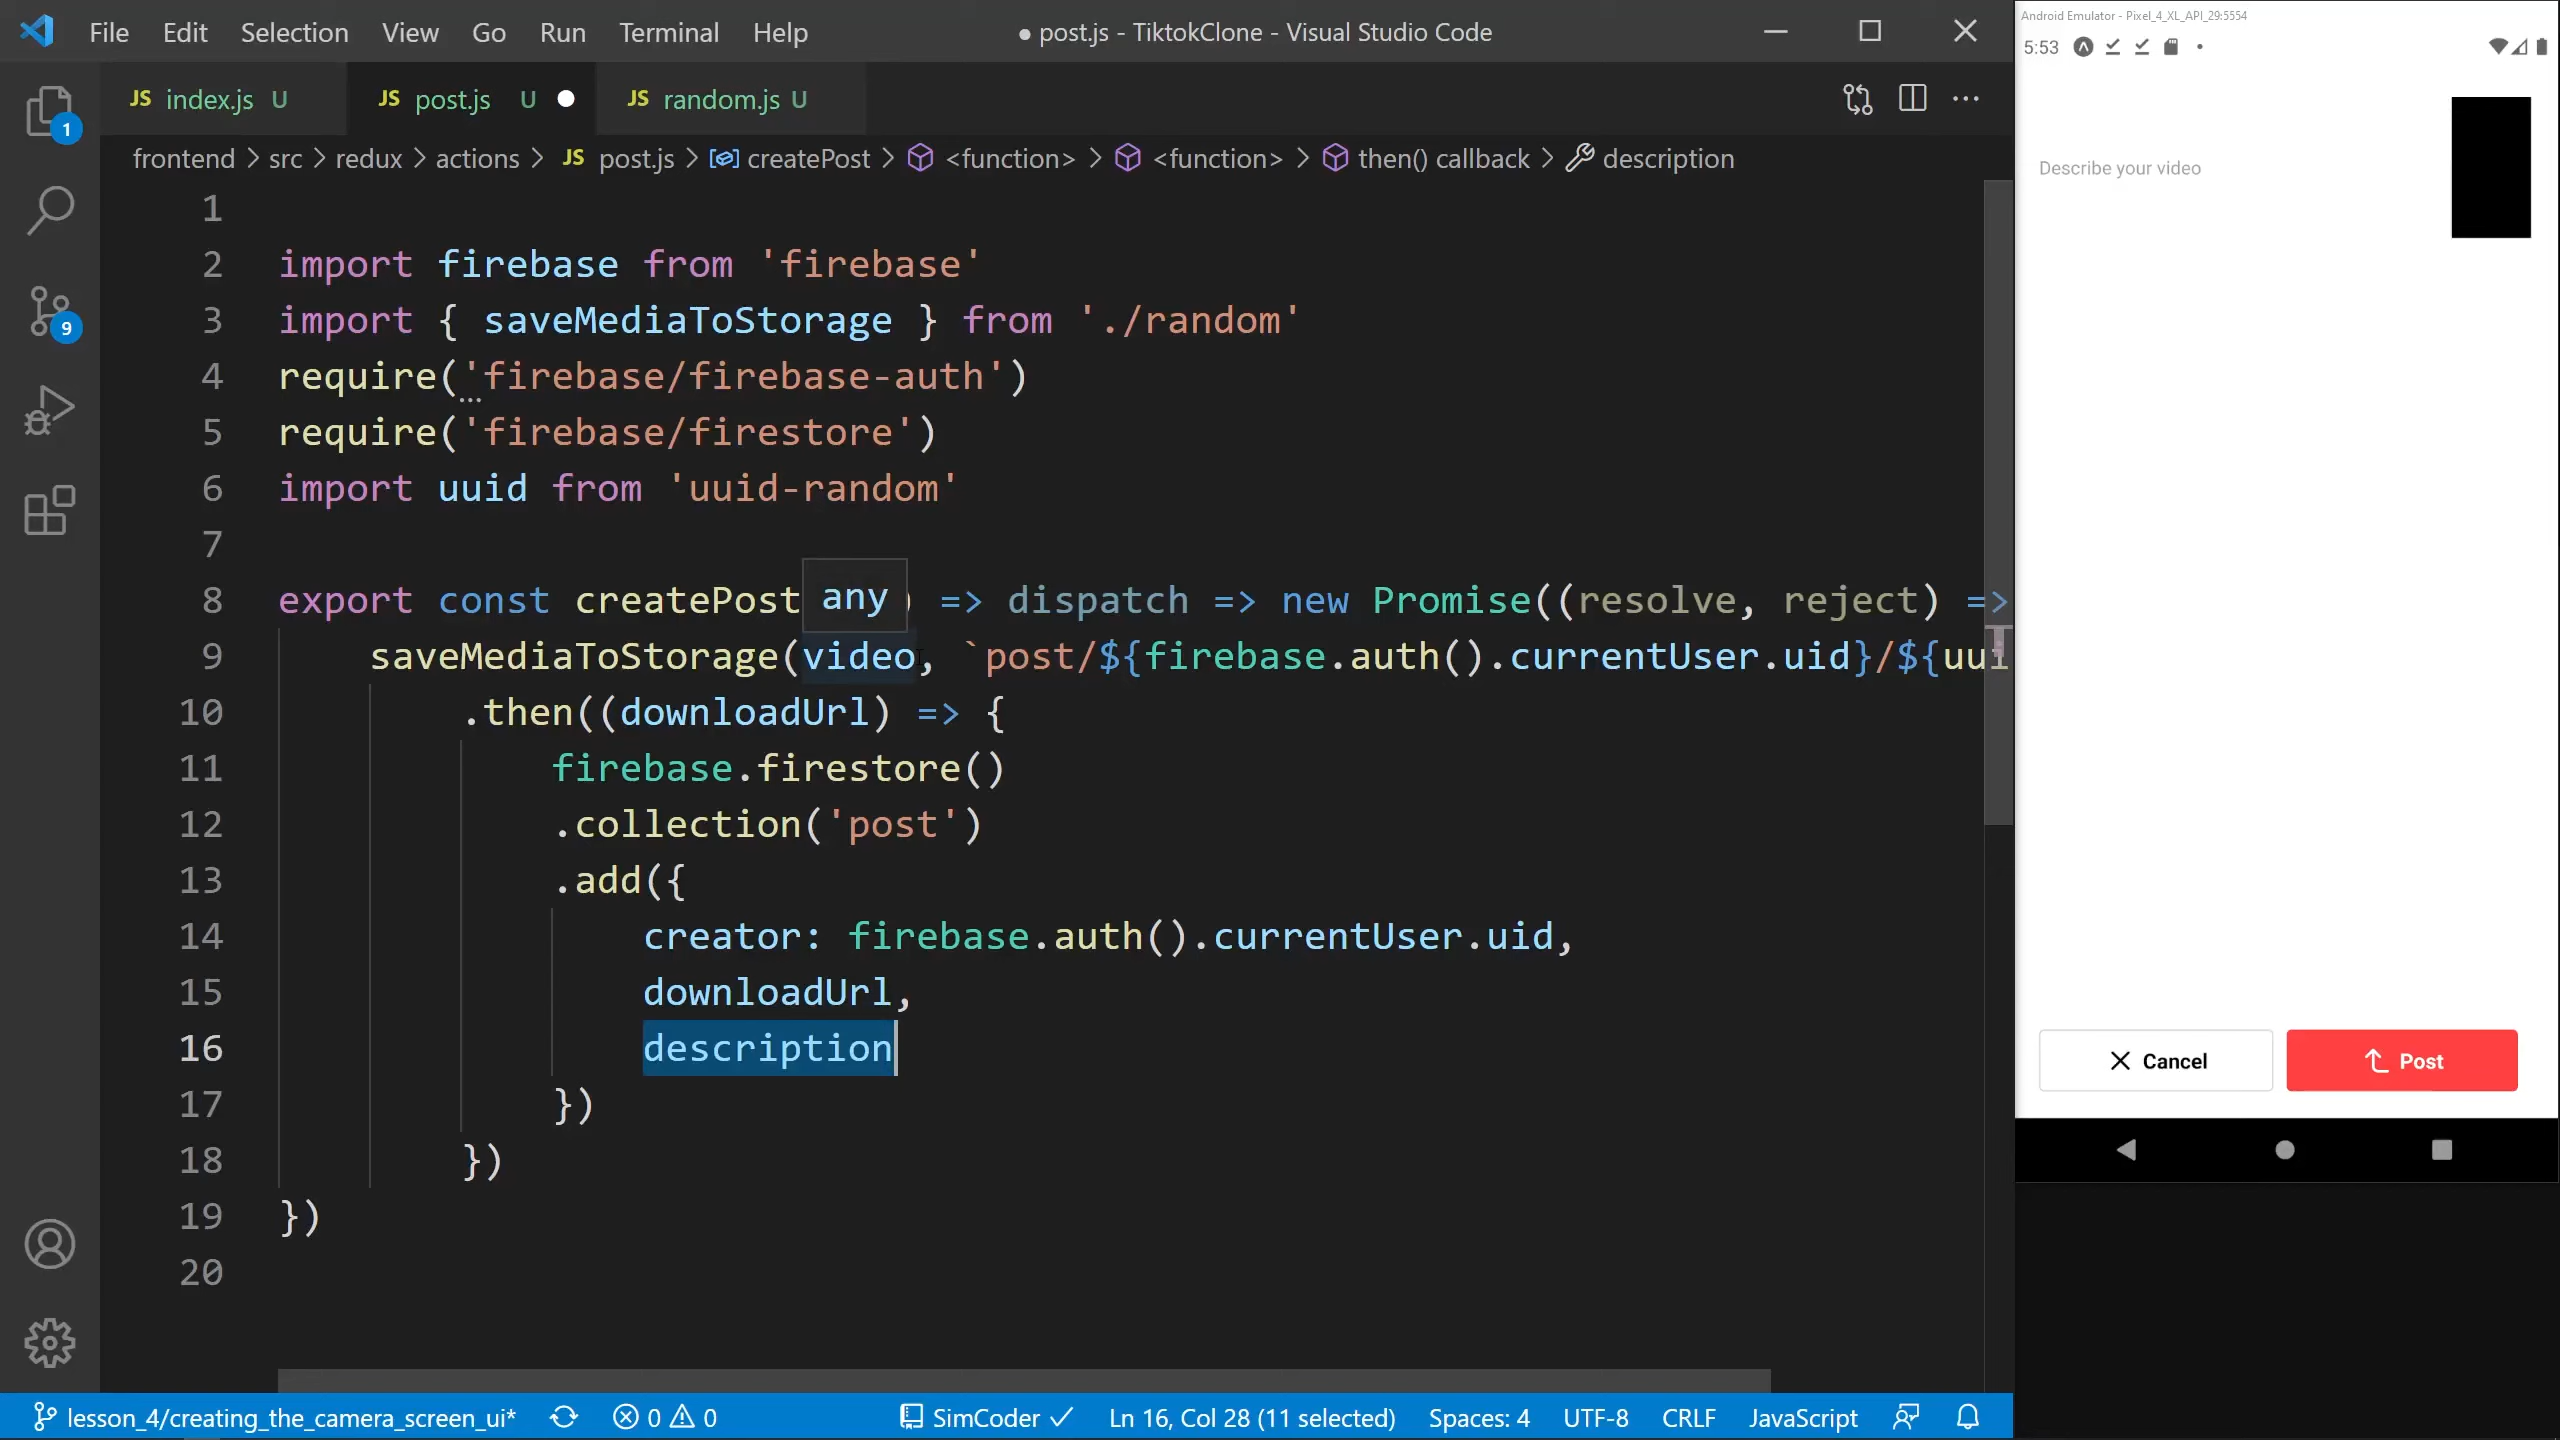 File Edit Selection View Go Run Terminal Help
● post.js - TiktokClone - Visual Studio Code
JS index.js U
JS post.js U
JS random.js U
frontend > src > redux > actions > JS post.js > createPost > <function> > <function> > then() callback > description
1
2 import firebase from 'firebase'
3 import { saveMediaToStorage } from './random'
4 require('firebase/firebase-auth')
5 require('firebase/firestore')
6 import uuid from 'uuid-random'
7
any
8 export const createPost ) => dispatch => new Promise((resolve, reject) =>
9 saveMediaToStorage(video, `post/${firebase.auth().currentUser.uid}/${uui
10 .then((downloadUrl) => {
11 firebase.firestore()
12 .collection('post')
13 .add({
14 creator: firebase.auth().currentUser.uid,
15 downloadUrl,
16 description
17 })
18 })
19 })
20
1
9
lesson_4/creating_the_camera_screen_ui* 0 0 SimCoder Ln 16, Col 28 (11 selected) Spaces: 4 UTF-8 CRLF JavaScript
Android Emulator - Pixel_4_XL_API_29:5554
5:53
Describe your video
Cancel
Post